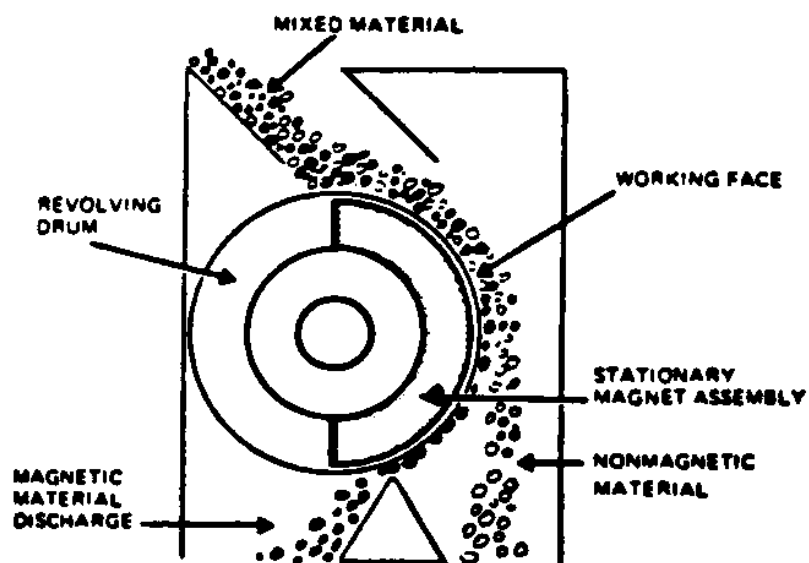 MIXED MATERIAL
WORKING FACE
REVOLVING
DRUM
STATIONARY
MAGNET ASSEMBLY
NONMAGNETIC
MATERIAL
MAGNETIC
MATERIAL
DISCHARGE